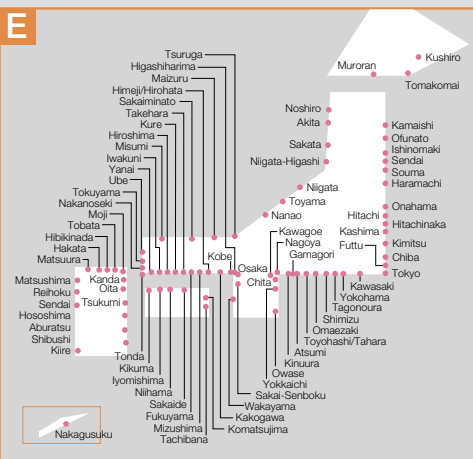 E
Tsuruga
Higashiharima
Maizuru
Himeji/Hirohata
Sakaiminato
Takehara
Kure
Hiroshima
Misumi
Iwakuni
Yanai
Ube
Tokuyama
Nakanoseki
Moji
Tobata
Hibikinada
Hakata
Matsuura
Kushiro
Muroran
Tomakomai
Noshiro
Akita
Sakata
Niigata-Higashi
Niigata
Toyama
Nanao
Kamaishi
Ofunato
Ishinomaki
Sendai
Souma
Haramachi
Onahama
Hitachi
Hitachinaka
Kashima
Kimitsu
Futtu
Chiba
Tokyo
Kawagoe
Nagoya
Gamagori
Kobe
Osaka
Chita
Kanda
Oita
Tsukumi
Matsushima
Reihoku
Sendai
Hososhima
Aburatsu
Shibushi
Kiire
Kawasaki
Yokohama
Tagonoura
Shimizu
Omaezaki
Toyohashi/Tahara
Atsumi
Kinuura
Owase
Yokkaichi
Sakai-Senboku
Wakayama
Kakogawa
Komatsujima
Tonda
Kikuma
Iyomishima
Niihama
Sakaide
Fukuyama
Mizushima
Tachibana
Nakagusuku